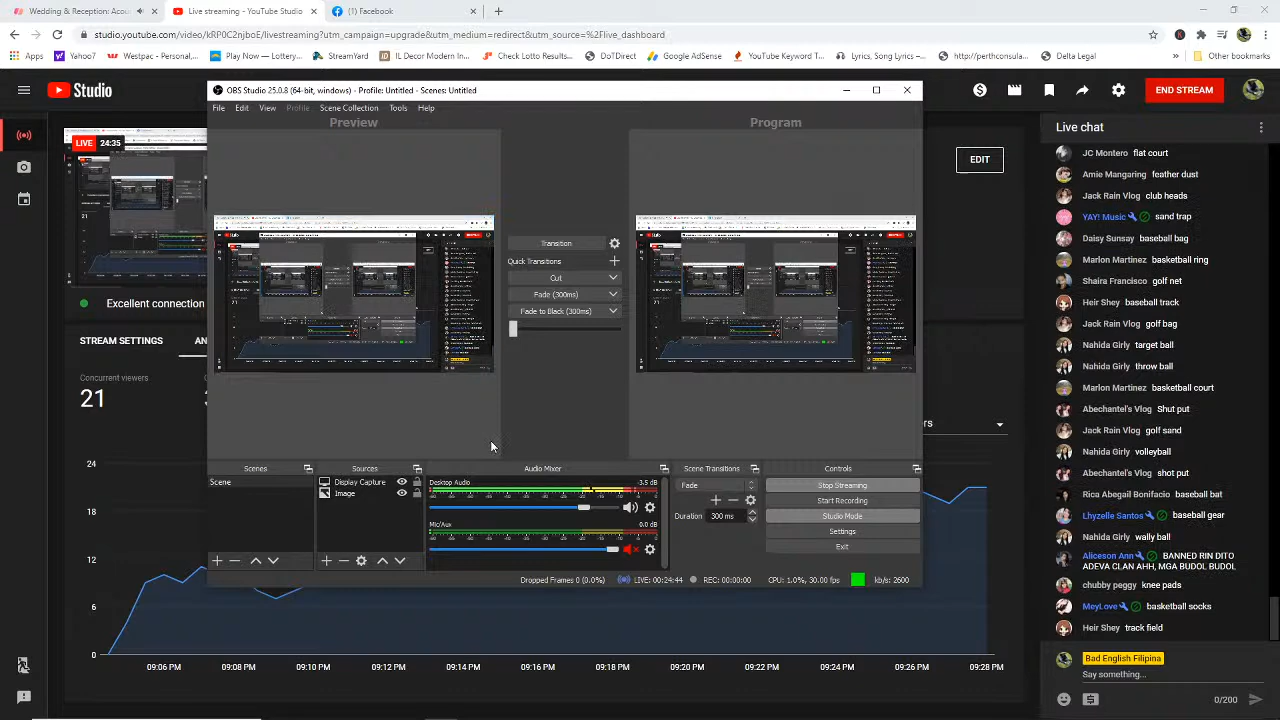 Wedding & Reception: Acou
Live streaming - YouTube Studio
(1) Facebook
studio.youtube.com/video/kRP0C2njboE/livestreaming?utm_campaign=upgrade&utm_medium=redirect&utm_source=%2Flive_dashboard
Apps
Yahoo7
Westpac - Personal,...
Play Now — Lottery...
StreamYard
IL Decor Modern In...
Check Lotto Results...
DotDirect
Google AdSense
YouTube Keyword T...
Lyrics, Song Lyric -...
http://perthconsula...
Delta Legal
Other bookmarks
Studio
END STREAM
LIVE 24:35
EDIT
Excellent connection
STREAM SETTINGS
AN
Concurrent viewers
21
OBS Studio 25.0.8 (64-bit, windows) - Profile: Untitled - Scenes: Untitled
File Edit View Profile Scene Collection Tools Help
Preview
Program
Transition
Quick Transitions
Cut
Fade (300ms)
Fade to Black (300ms)
Scenes
Scene
Sources
Display Capture
Image
Audio Mixer
Desktop Audio -3.5 dB
Mic/Aux 0.0 dB
Scene Transitions
Fade
Duration 300 ms
Controls
Stop Streaming
Start Recording
Studio Mode
Settings
Exit
Dropped Frames 0 (0.0%) LIVE: 00:24:44 REC: 00:00:00 CPU: 1.0%, 30.00 fps kb/s: 2600
rs
24
18
12
6
0
09:06 PM 09:08 PM 09:10 PM 09:12 PM 09:14 PM 09:16 PM 09:18 PM 09:20 PM 09:22 PM 09:24 PM 09:26 PM 09:28 PM
Live chat
JC Montero flat court
Amie Mangaring feather dust
Jack Rain Vlog club tessst
YAY! Music sand trap
Daisy Sunsay baseball bag
Marlon Martinez basketball ring
Shaira Francisco golf net
Heir Shey baseball track
Jack Rain Vlog golf bag
Nahida Girly target ball
Nahida Girly throw ball
Marlon Martinez basketball court
Abechantel's Vlog Shut put
Jack Rain Vlog golf sand
Nahida Girly volleyball
Abechantel's Vlog shot put
Rica Abegail Bonifacio baseball bat
Lhyzelle Santos baseball gear
Nahida Girly wally ball
Aliceson Ann BANNED RIN DITO
ADEVA CLAN AHH, MGA BUDOL BUDOL
chubby peggy knee pads
MeyLove basketball socks
Heir Shey track field
Bad English Filipina
Say something...
0/200